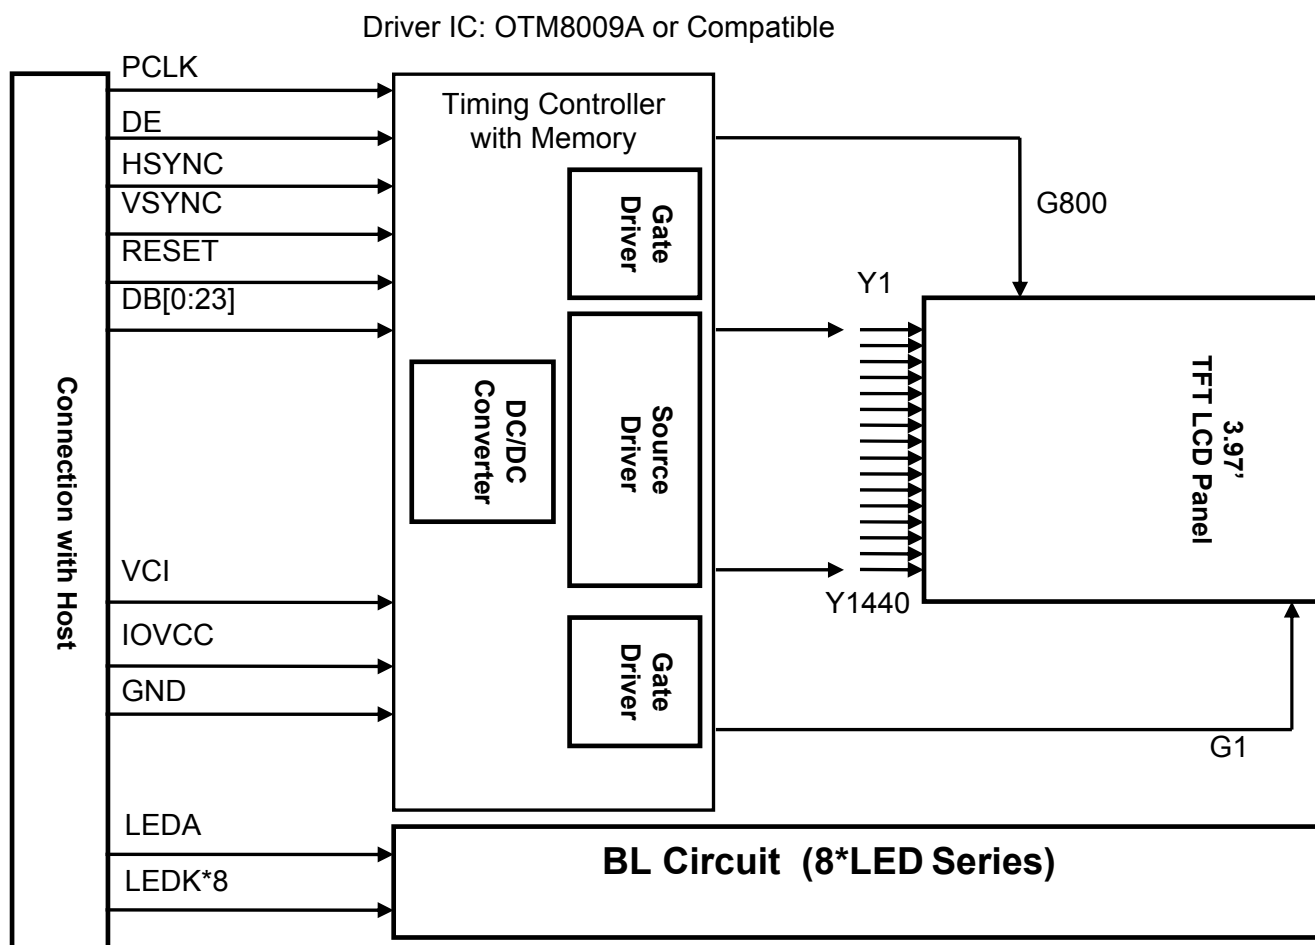 Driver IC: OTM8009A or Compatible
PCLK
DE
HSYNC
VSYNC
RESET
DB[0:23]
VCI
IOVCC
GND
LEDA
LEDK*8
Connection with Host
Timing Controller
with Memory
Gate
Driver
DC/DC
Converter
Source
Driver
Gate
Driver
G800
Y1
Y1440
G1
3.97’
TFT LCD Panel
BL Circuit (8*LED Series)